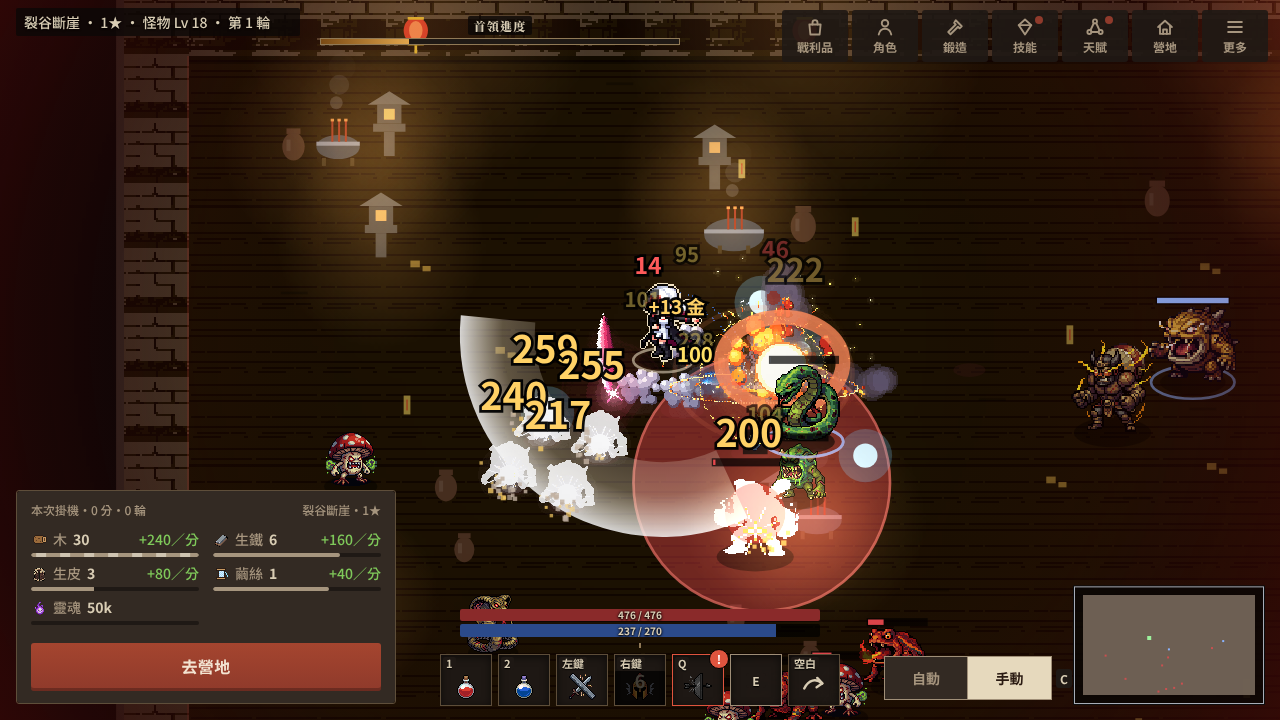 裂谷斷崖 · 1★ · 怪物 Lv 18 · 第 1 輪
首領進度
戰利品
角色
鍛造
技能
天賦
營地
更多
14
95
46
222
+13 金
100
259
255
240
217
200
104
本次掛機 · 0 分 · 0 輪
裂谷斷崖 · 1★
木 30 +240／分
生鐵 6 +160／分
生皮 3 +80／分
繭絲 1 +40／分
靈魂 50k
去營地
476 / 476
237 / 270
1
2
左鍵
右鍵
6
Q
!
E
空白
自動
手動
C